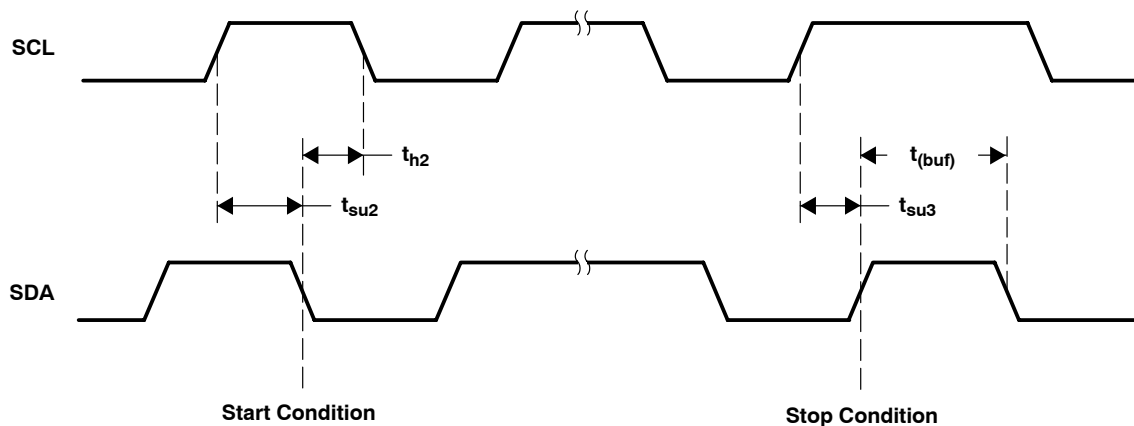 SCL
t_h2
t_(buf)
t_su2
t_su3
SDA
Start Condition
Stop Condition